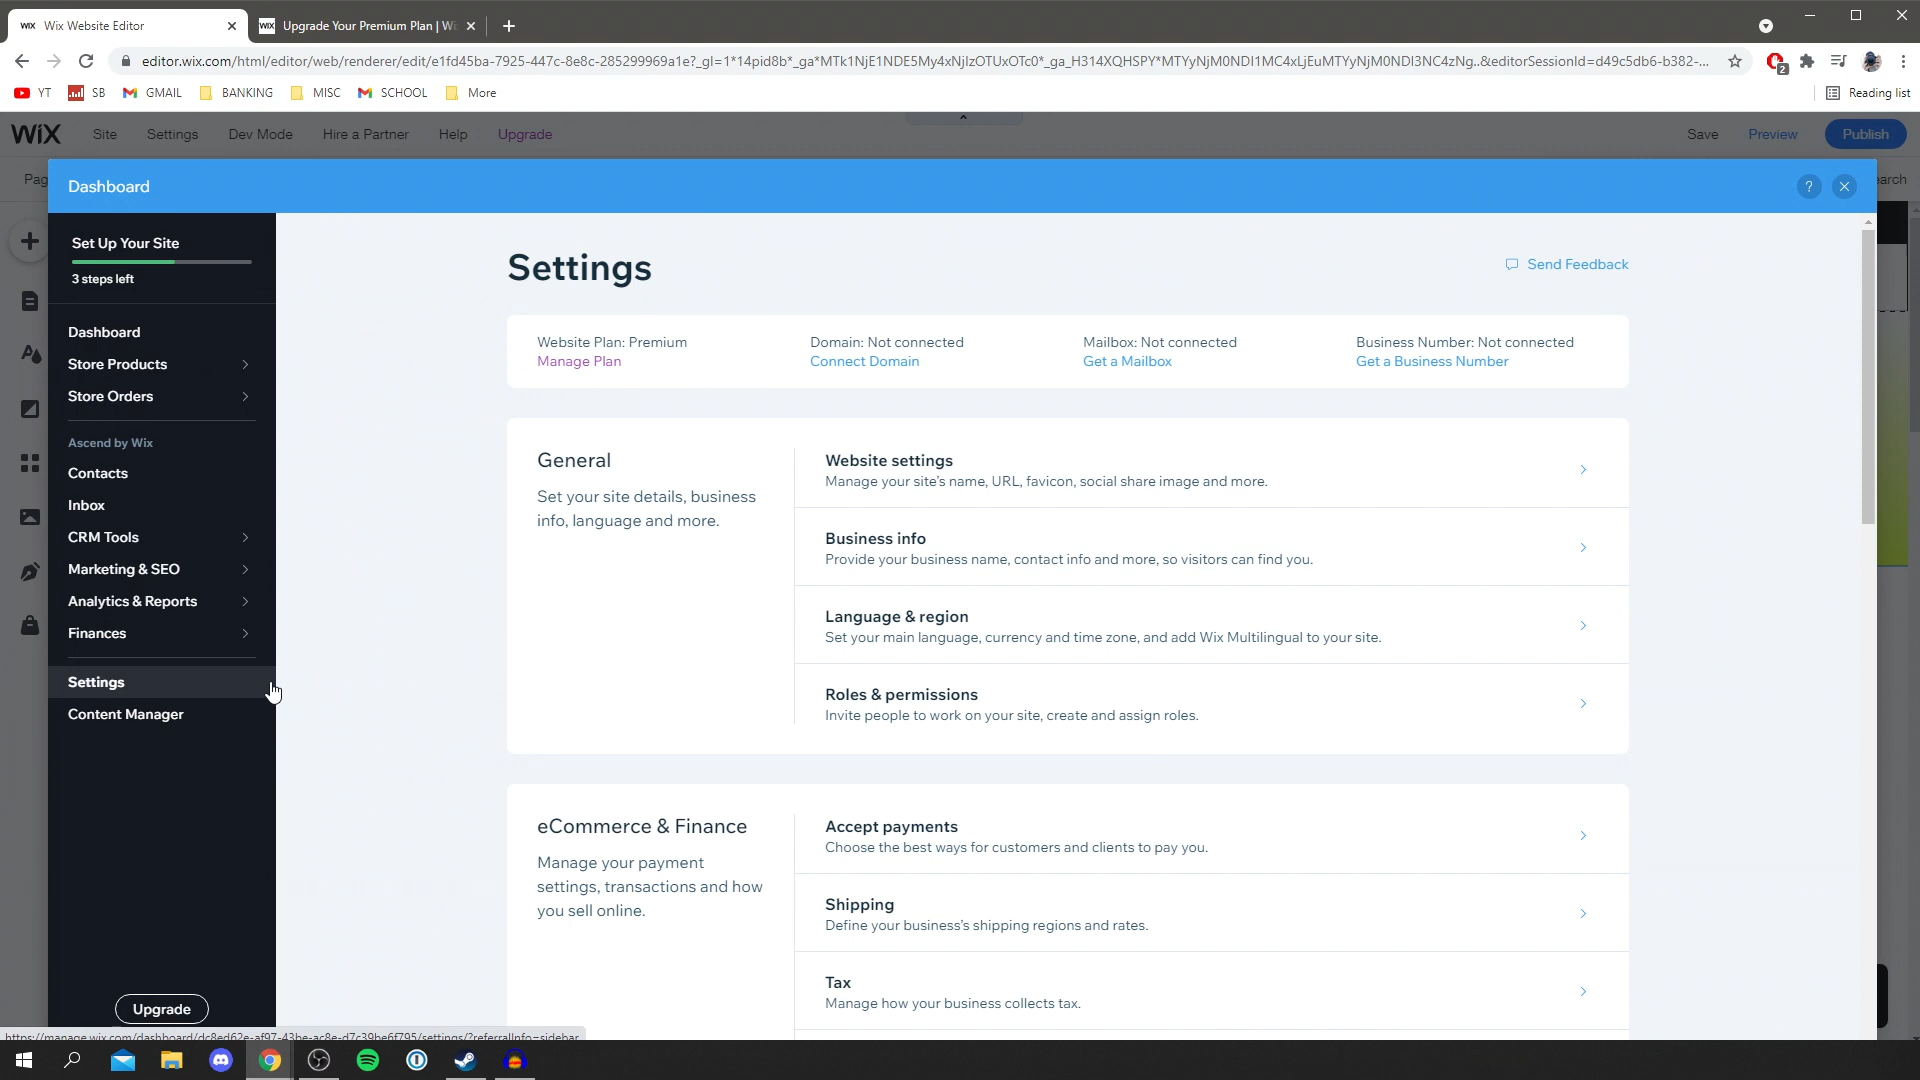 Wix Website Editor
Upgrade Your Premium Plan | Wi
editor.wix.com/html/editor/web/renderer/edit/e1fd45ba-7925-447c-8e8c-285299969a1e?_gl=1*14pid8b*_ga*MTk1NjE1NDE5My4xNjIzOTUxOTc0*_ga_H314XQHSPY*MTYyNjM0NDI1MC4xLjEuMTYyNjM0NDI3NC4zNg..&editorSessionId=d49c5db6-b382-...
2
YT
SB
GMAIL
BANKING
MISC
SCHOOL
More
Reading list
WiX
Site
Settings
Dev Mode
Hire a Partner
Help
Upgrade
Save
Preview
Publish
Pag
earch
Dashboard
?
Set Up Your Site
3 steps left
Dashboard
Store Products
Store Orders
Ascend by Wix
Contacts
Inbox
CRM Tools
Marketing & SEO
Analytics & Reports
Finances
Settings
Content Manager
Upgrade
Settings
Send Feedback
Website Plan: Premium
Manage Plan
Domain: Not connected
Connect Domain
Mailbox: Not connected
Get a Mailbox
Business Number: Not connected
Get a Business Number
General
Set your site details, business
info, language and more.
Website settings
Manage your site's name, URL, favicon, social share image and more.
Business info
Provide your business name, contact info and more, so visitors can find you.
Language & region
Set your main language, currency and time zone, and add Wix Multilingual to your site.
Roles & permissions
Invite people to work on your site, create and assign roles.
eCommerce & Finance
Manage your payment
settings, transactions and how
you sell online.
Accept payments
Choose the best ways for customers and clients to pay you.
Shipping
Define your business's shipping regions and rates.
Tax
Manage how your business collects tax.
https://manage.wix.com/dashboard/dc8ed62e-af97-43be-ac8e-d7c39be6f795/settings/?referralInfo=sidebar